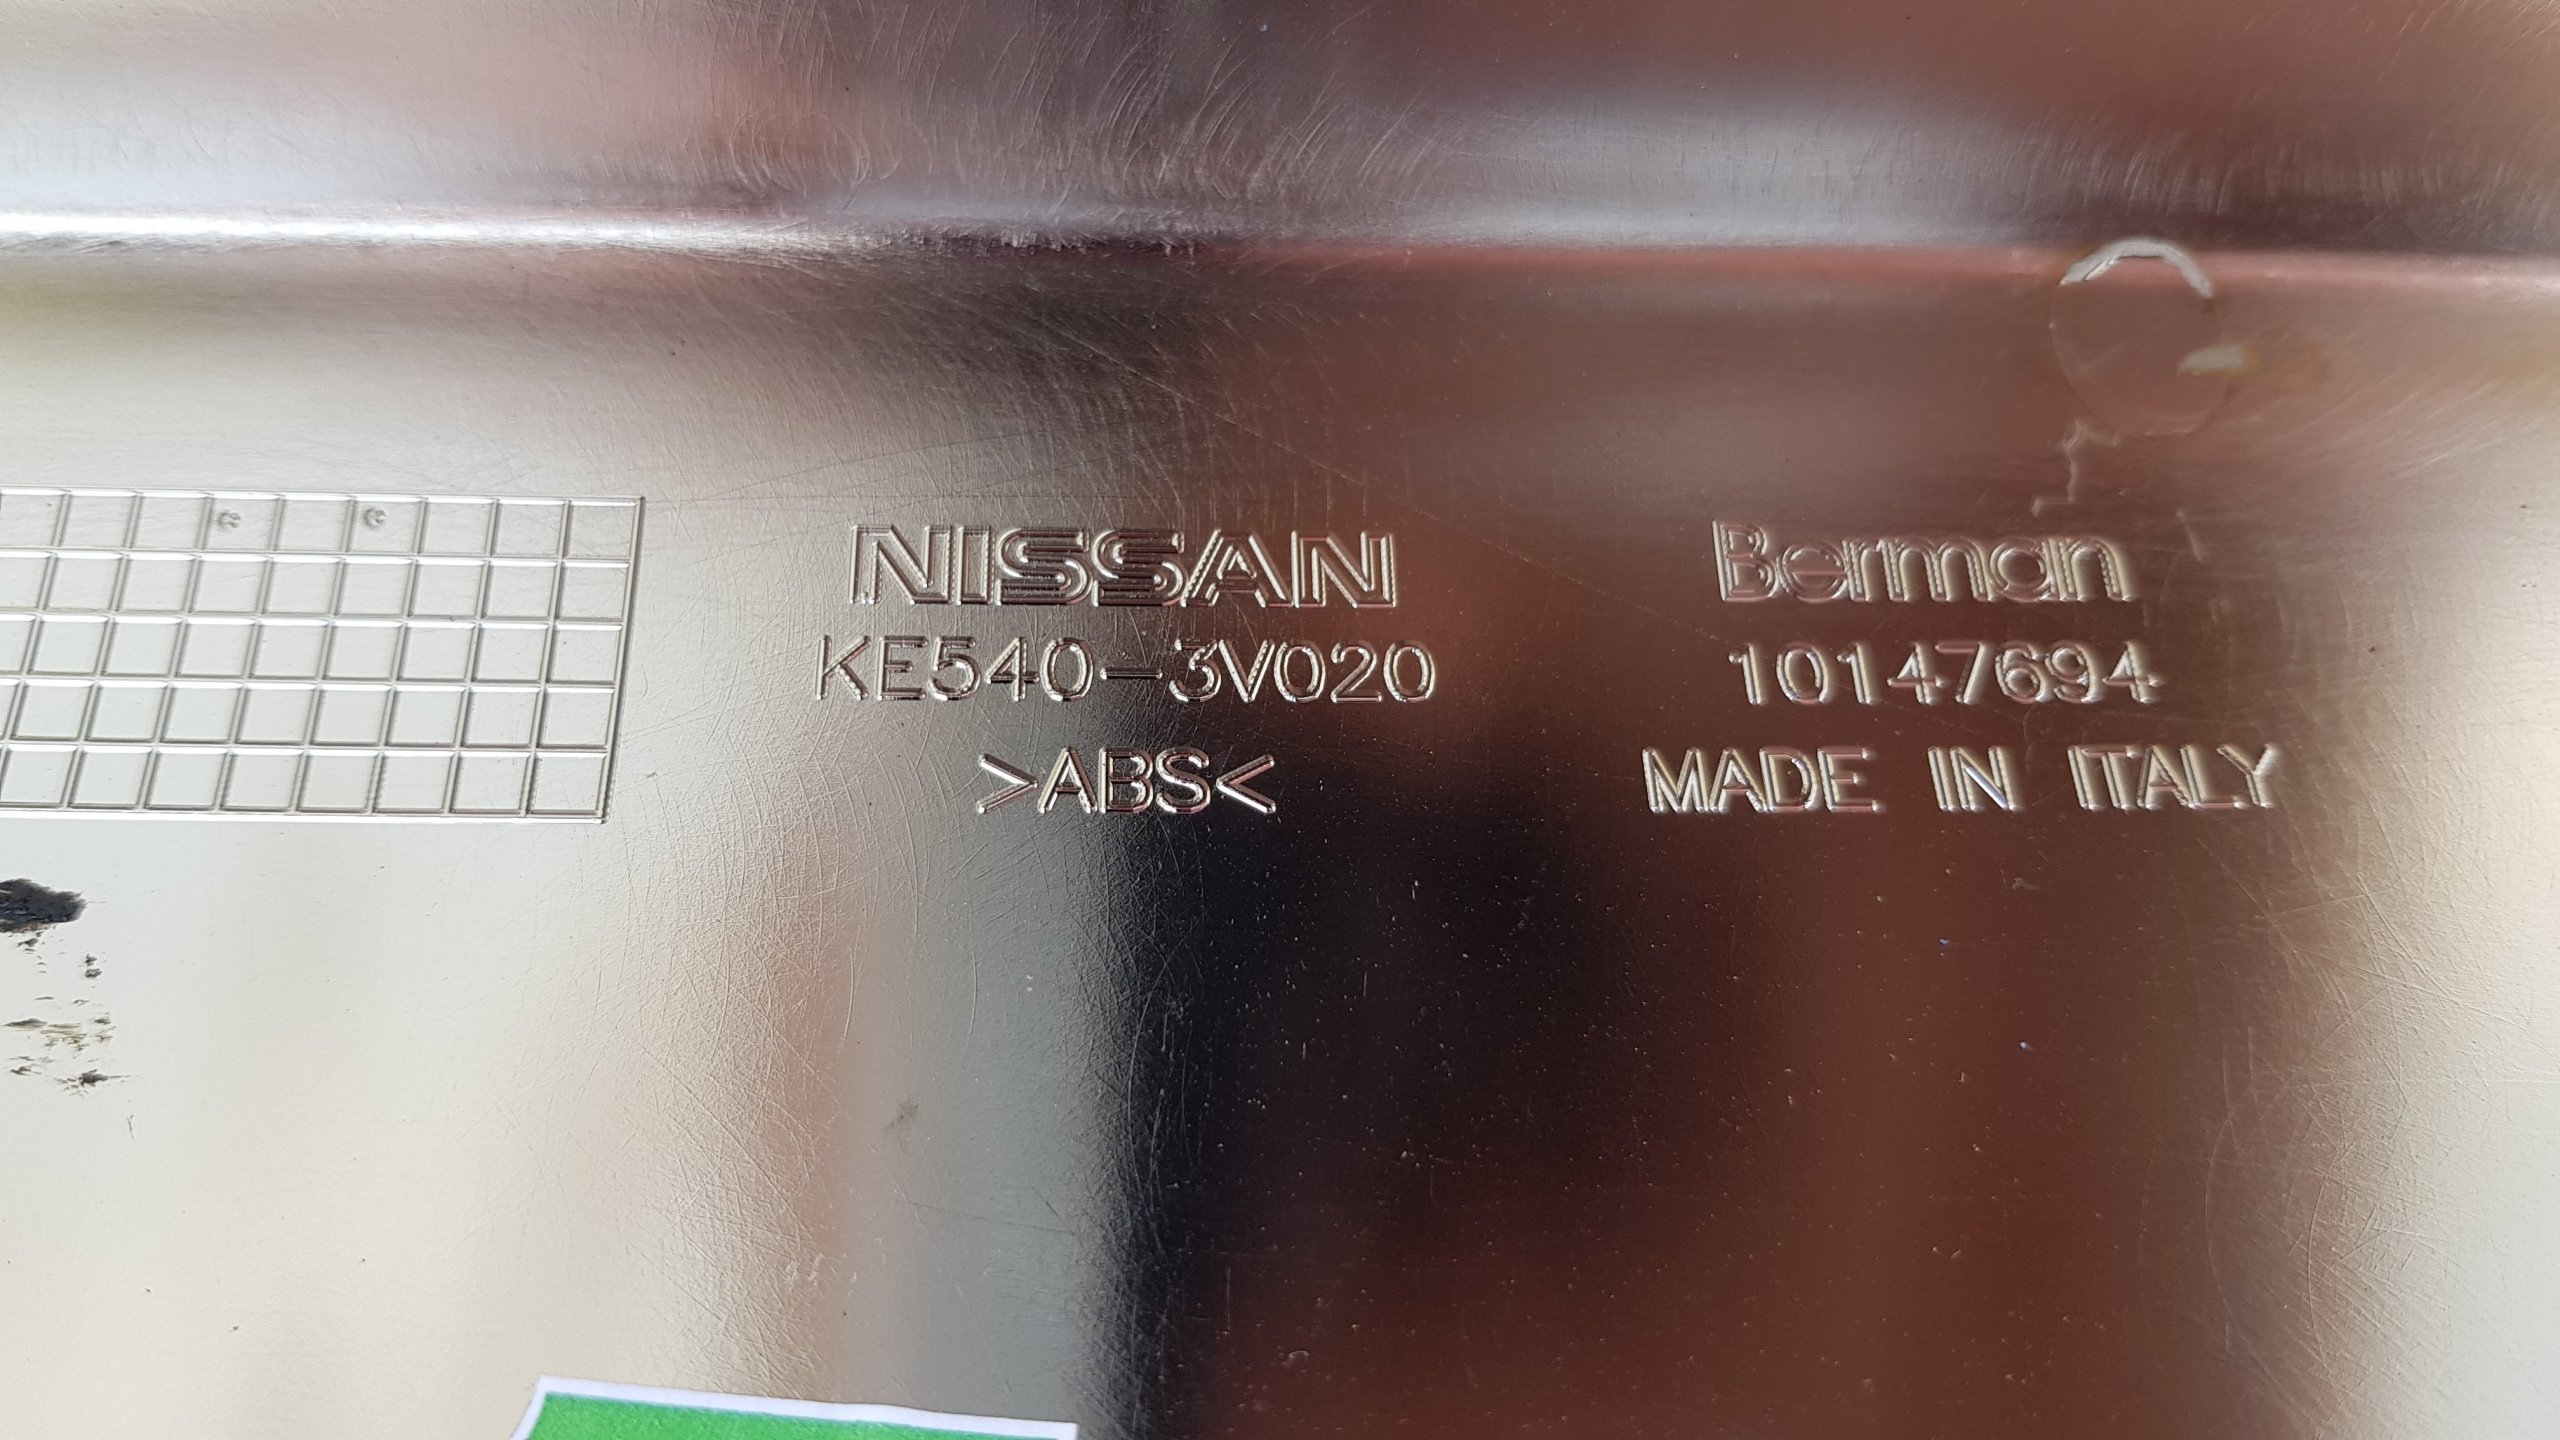 NISSAN
KE540-3V020
>ABS<
Berman
10147694
MADE IN ITALY